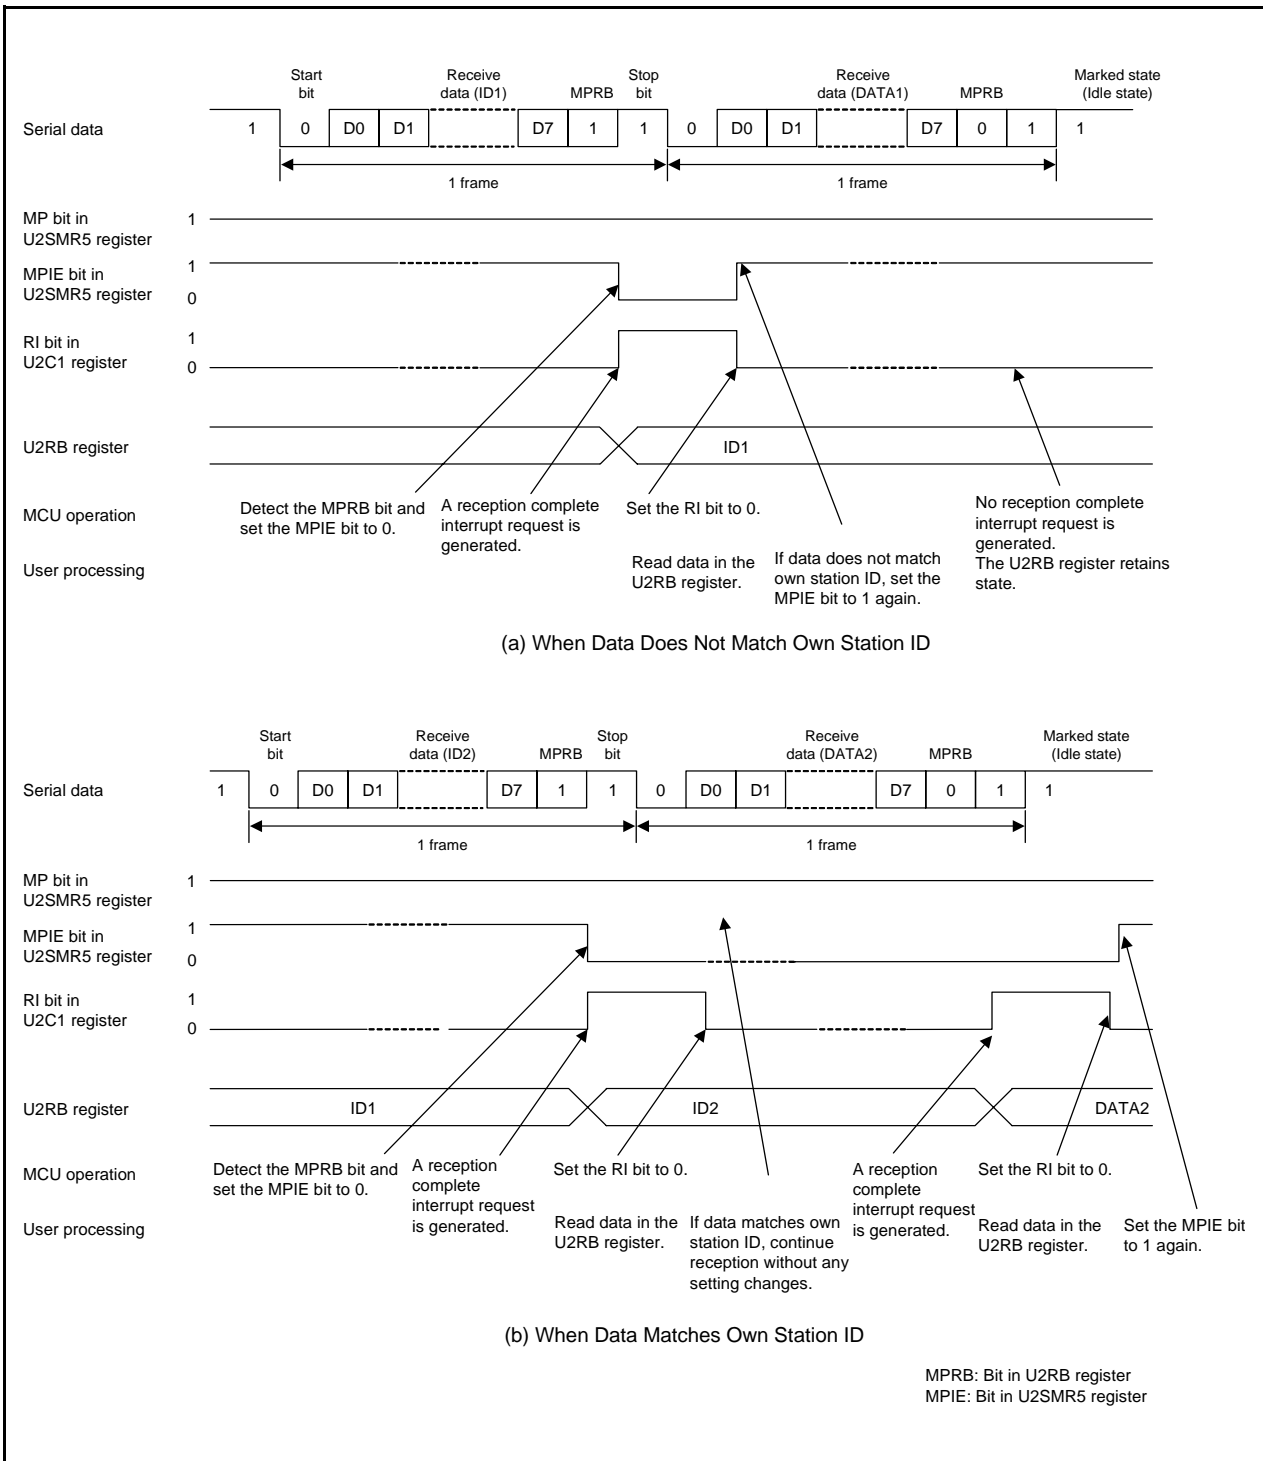 Start bit
Receive data (ID1)
MPRB
Stop bit
Receive data (DATA1)
MPRB
Marked state (Idle state)
Serial data
1 0 D0 D1 D7 1 1 0 D0 D1 D7 0 1 1
1 frame
1 frame
MP bit in
U2SMR5 register
1
MPIE bit in
U2SMR5 register
1
0
RI bit in
U2C1 register
1
0
U2RB register
ID1
MCU operation
Detect the MPRB bit and
set the MPIE bit to 0.
A reception complete
interrupt request is
generated.
Set the RI bit to 0.
No reception complete
interrupt request is
generated.
The U2RB register retains
state.
User processing
Read data in the
U2RB register.
If data does not match
own station ID, set the
MPIE bit to 1 again.
(a) When Data Does Not Match Own Station ID
Start bit
Receive data (ID2)
MPRB
Stop bit
Receive data (DATA2)
MPRB
Marked state (Idle state)
Serial data
1 0 D0 D1 D7 1 1 0 D0 D1 D7 0 1 1
1 frame
1 frame
MP bit in
U2SMR5 register
1
MPIE bit in
U2SMR5 register
1
0
RI bit in
U2C1 register
1
0
U2RB register
ID1
ID2
DATA2
MCU operation
Detect the MPRB bit and
set the MPIE bit to 0.
A reception
complete
interrupt request
is generated.
Set the RI bit to 0.
A reception
complete
interrupt request
is generated.
Set the RI bit to 0.
User processing
Read data in the
U2RB register.
If data matches own
station ID, continue
reception without any
setting changes.
Read data in the
U2RB register.
Set the MPIE bit
to 1 again.
(b) When Data Matches Own Station ID
MPRB: Bit in U2RB register
MPIE: Bit in U2SMR5 register